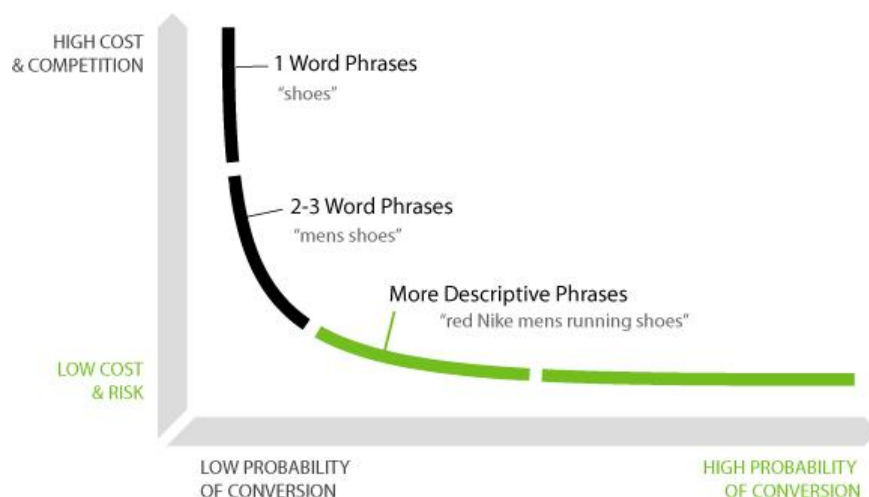 HIGH COST
& COMPETITION
1 Word Phrases
“shoes”
2-3 Word Phrases
“mens shoes”
More Descriptive Phrases
“red Nike mens running shoes”
LOW COST
& RISK
LOW PROBABILITY
OF CONVERSION
HIGH PROBABILITY
OF CONVERSION